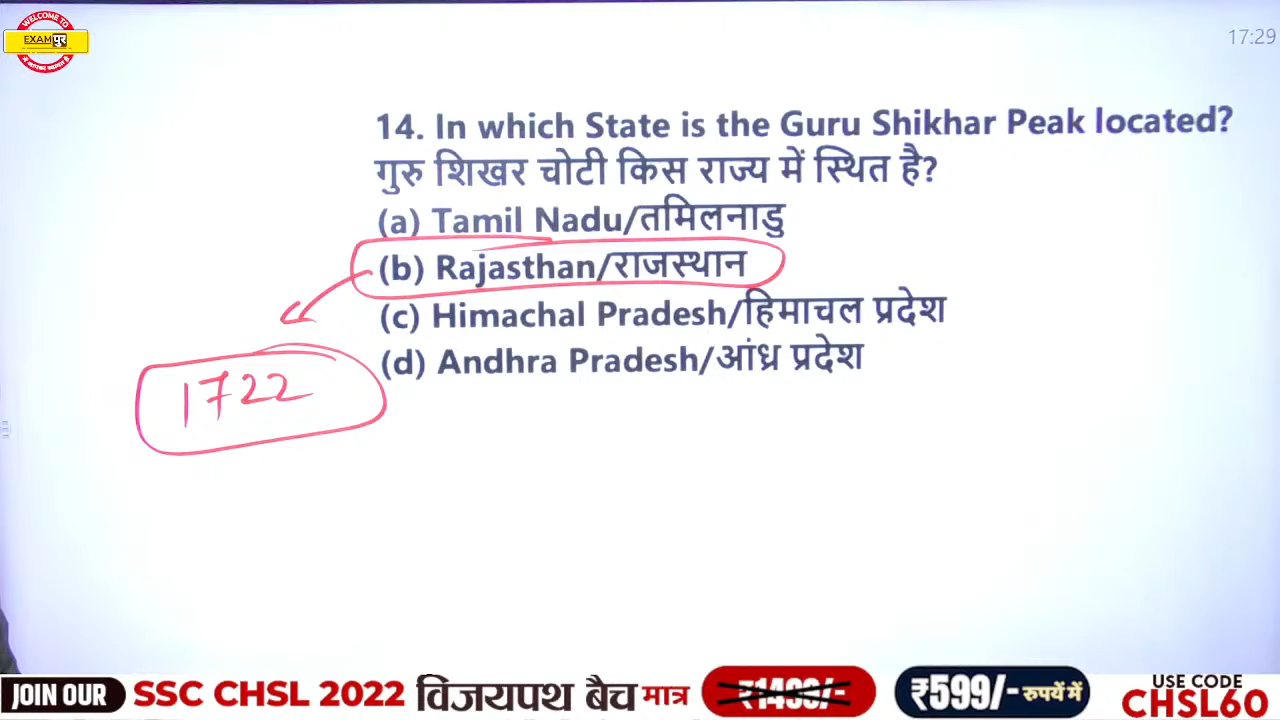 WELCOME TO
EXAMपुर
में आपका स्वागत है
17:29
14. In which State is the Guru Shikhar Peak located?
गुरु शिखर चोटी किस राज्य में स्थित है?
(a) Tamil Nadu/तमिलनाडु
(b) Rajasthan/राजस्थान
(c) Himachal Pradesh/हिमाचल प्रदेश
(d) Andhra Pradesh/आंध्र प्रदेश
1722
JOIN OUR SSC CHSL 2022 विजयपथ बैच मात्र ₹1499/- ₹599/- रुपयें में USE CODE CHSL60